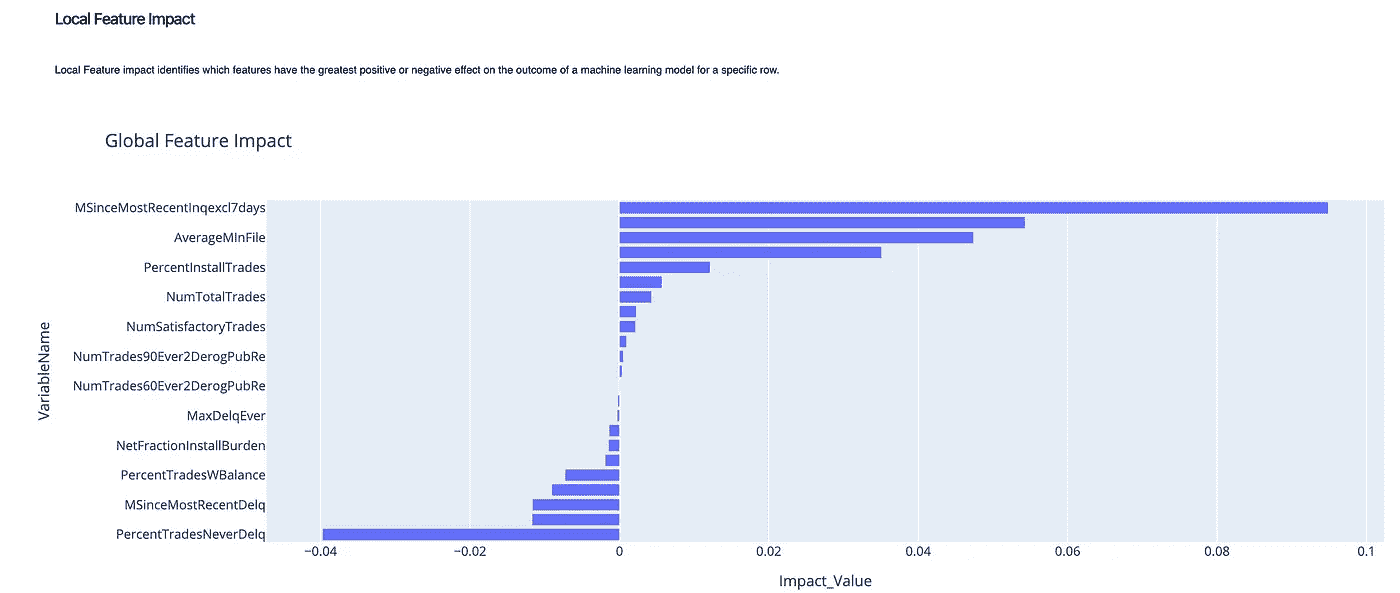 Local Feature Impact
Local Feature impact identifies which features have the greatest positive or negative effect on the outcome of a machine learning model for a specific row.
Global Feature Impact
MSinceMostRecentInqexcl7days
AverageMInFile
PercentInstallTrades
NumTotalTrades
NumSatisfactoryTrades
NumTrades90Ever2DerogPubRe
NumTrades60Ever2DerogPubRe
MaxDelqEver
NetFractionInstallBurden
PercentTradesWBalance
MSinceMostRecentDelq
PercentTradesNeverDelq
VariableName
−0.04 −0.02 0 0.02 0.04 0.06 0.08 0.1
Impact_Value